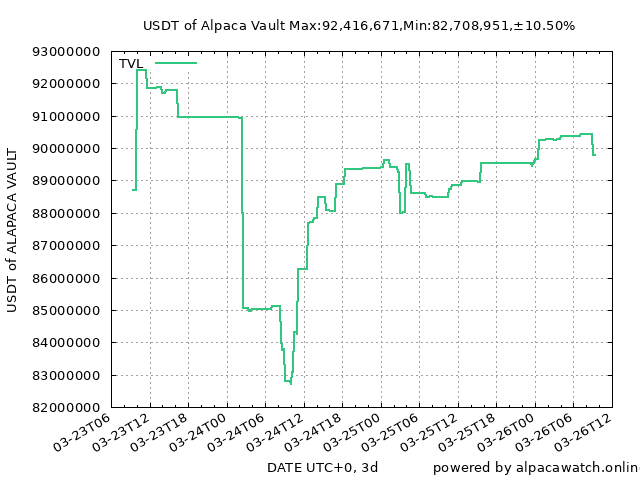 USDT of Alpaca Vault Max:92,416,671,Min:82,708,951,±10.50%
TVL
93000000
92000000
91000000
90000000
89000000
88000000
87000000
86000000
85000000
84000000
83000000
82000000
USDT of ALAPACA VAULT
03-23T06
03-23T12
03-23T18
03-24T00
03-24T06
03-24T12
03-24T18
03-25T00
03-25T06
03-25T12
03-25T18
03-26T00
03-26T06
03-26T12
DATE UTC+0, 3d
powered by alpacawatch.online